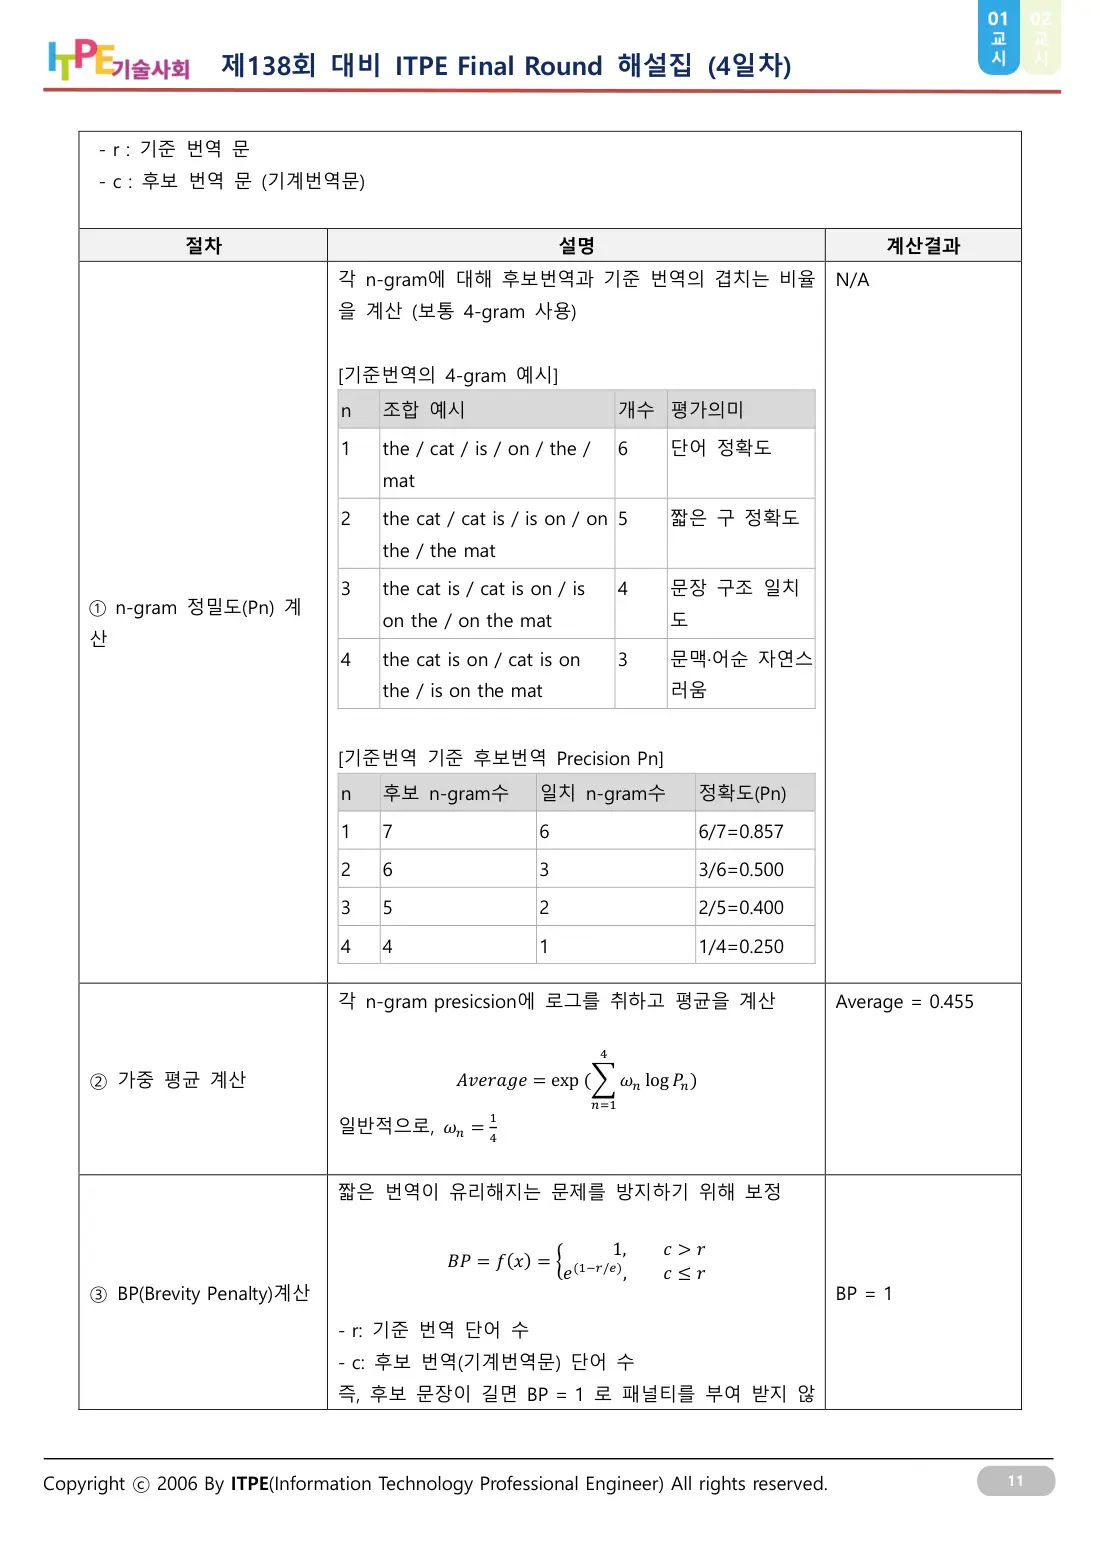 01
교
시
02
교
시
ITPE기술사회 제138회 대비 ITPE Final Round 해설집 (4일차)
- r : 기준 번역 문
- c : 후보 번역 문 (기계번역문)
절차 설명 계산결과
① n-gram 정밀도(Pn) 계
산
각 n-gram에 대해 후보번역과 기준 번역의 겹치는 비율
을 계산 (보통 4-gram 사용)
[기준번역의 4-gram 예시]
n 조합 예시 개수 평가의미
1 the / cat / is / on / the / 6 단어 정확도
mat
2 the cat / cat is / is on / on 5 짧은 구 정확도
the / the mat
3 the cat is / cat is on / is 4 문장 구조 일치
on the / on the mat 도
4 the cat is on / cat is on 3 문맥·어순 자연스
the / is on the mat 러움
[기준번역 기준 후보번역 Precision Pn]
n 후보 n-gram수 일치 n-gram수 정확도(Pn)
1 7 6 6/7=0.857
2 6 3 3/6=0.500
3 5 2 2/5=0.400
4 4 1 1/4=0.250
N/A
② 가중 평균 계산
각 n-gram presicsion에 로그를 취하고 평균을 계산
Average = exp (∑_{n=1}^{4} ω_n log P_n)
일반적으로, ω_n = 1/4
Average = 0.455
③ BP(Brevity Penalty)계산
짧은 번역이 유리해지는 문제를 방지하기 위해 보정
BP = f(x) = { 1, c > r
e^(1−r/e), c ≤ r
- r: 기준 번역 단어 수
- c: 후보 번역(기계번역문) 단어 수
즉, 후보 문장이 길면 BP = 1 로 패널티를 부여 받지 않
BP = 1
Copyright ⓒ 2006 By ITPE(Information Technology Professional Engineer) All rights reserved.
11